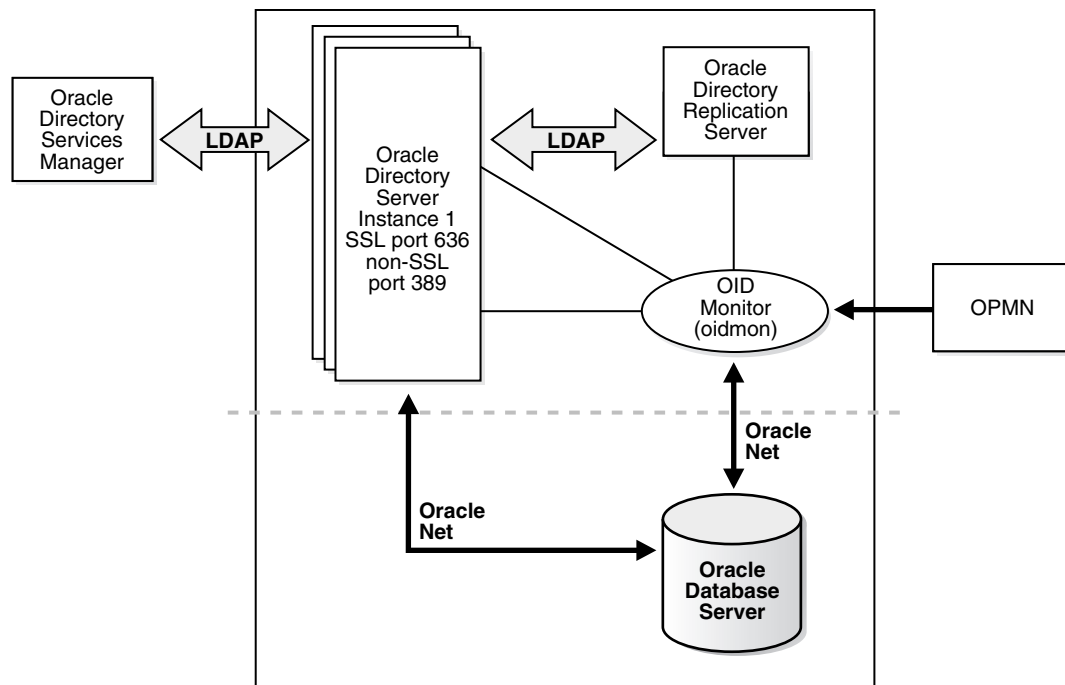 Oracle
Directory
Services
Manager
LDAP
Oracle
Directory
Server
Instance 1
SSL port 636
non-SSL
port 389
LDAP
Oracle
Directory
Replication
Server
OID
Monitor
(oidmon)
OPMN
Oracle
Net
Oracle
Net
Oracle
Database
Server